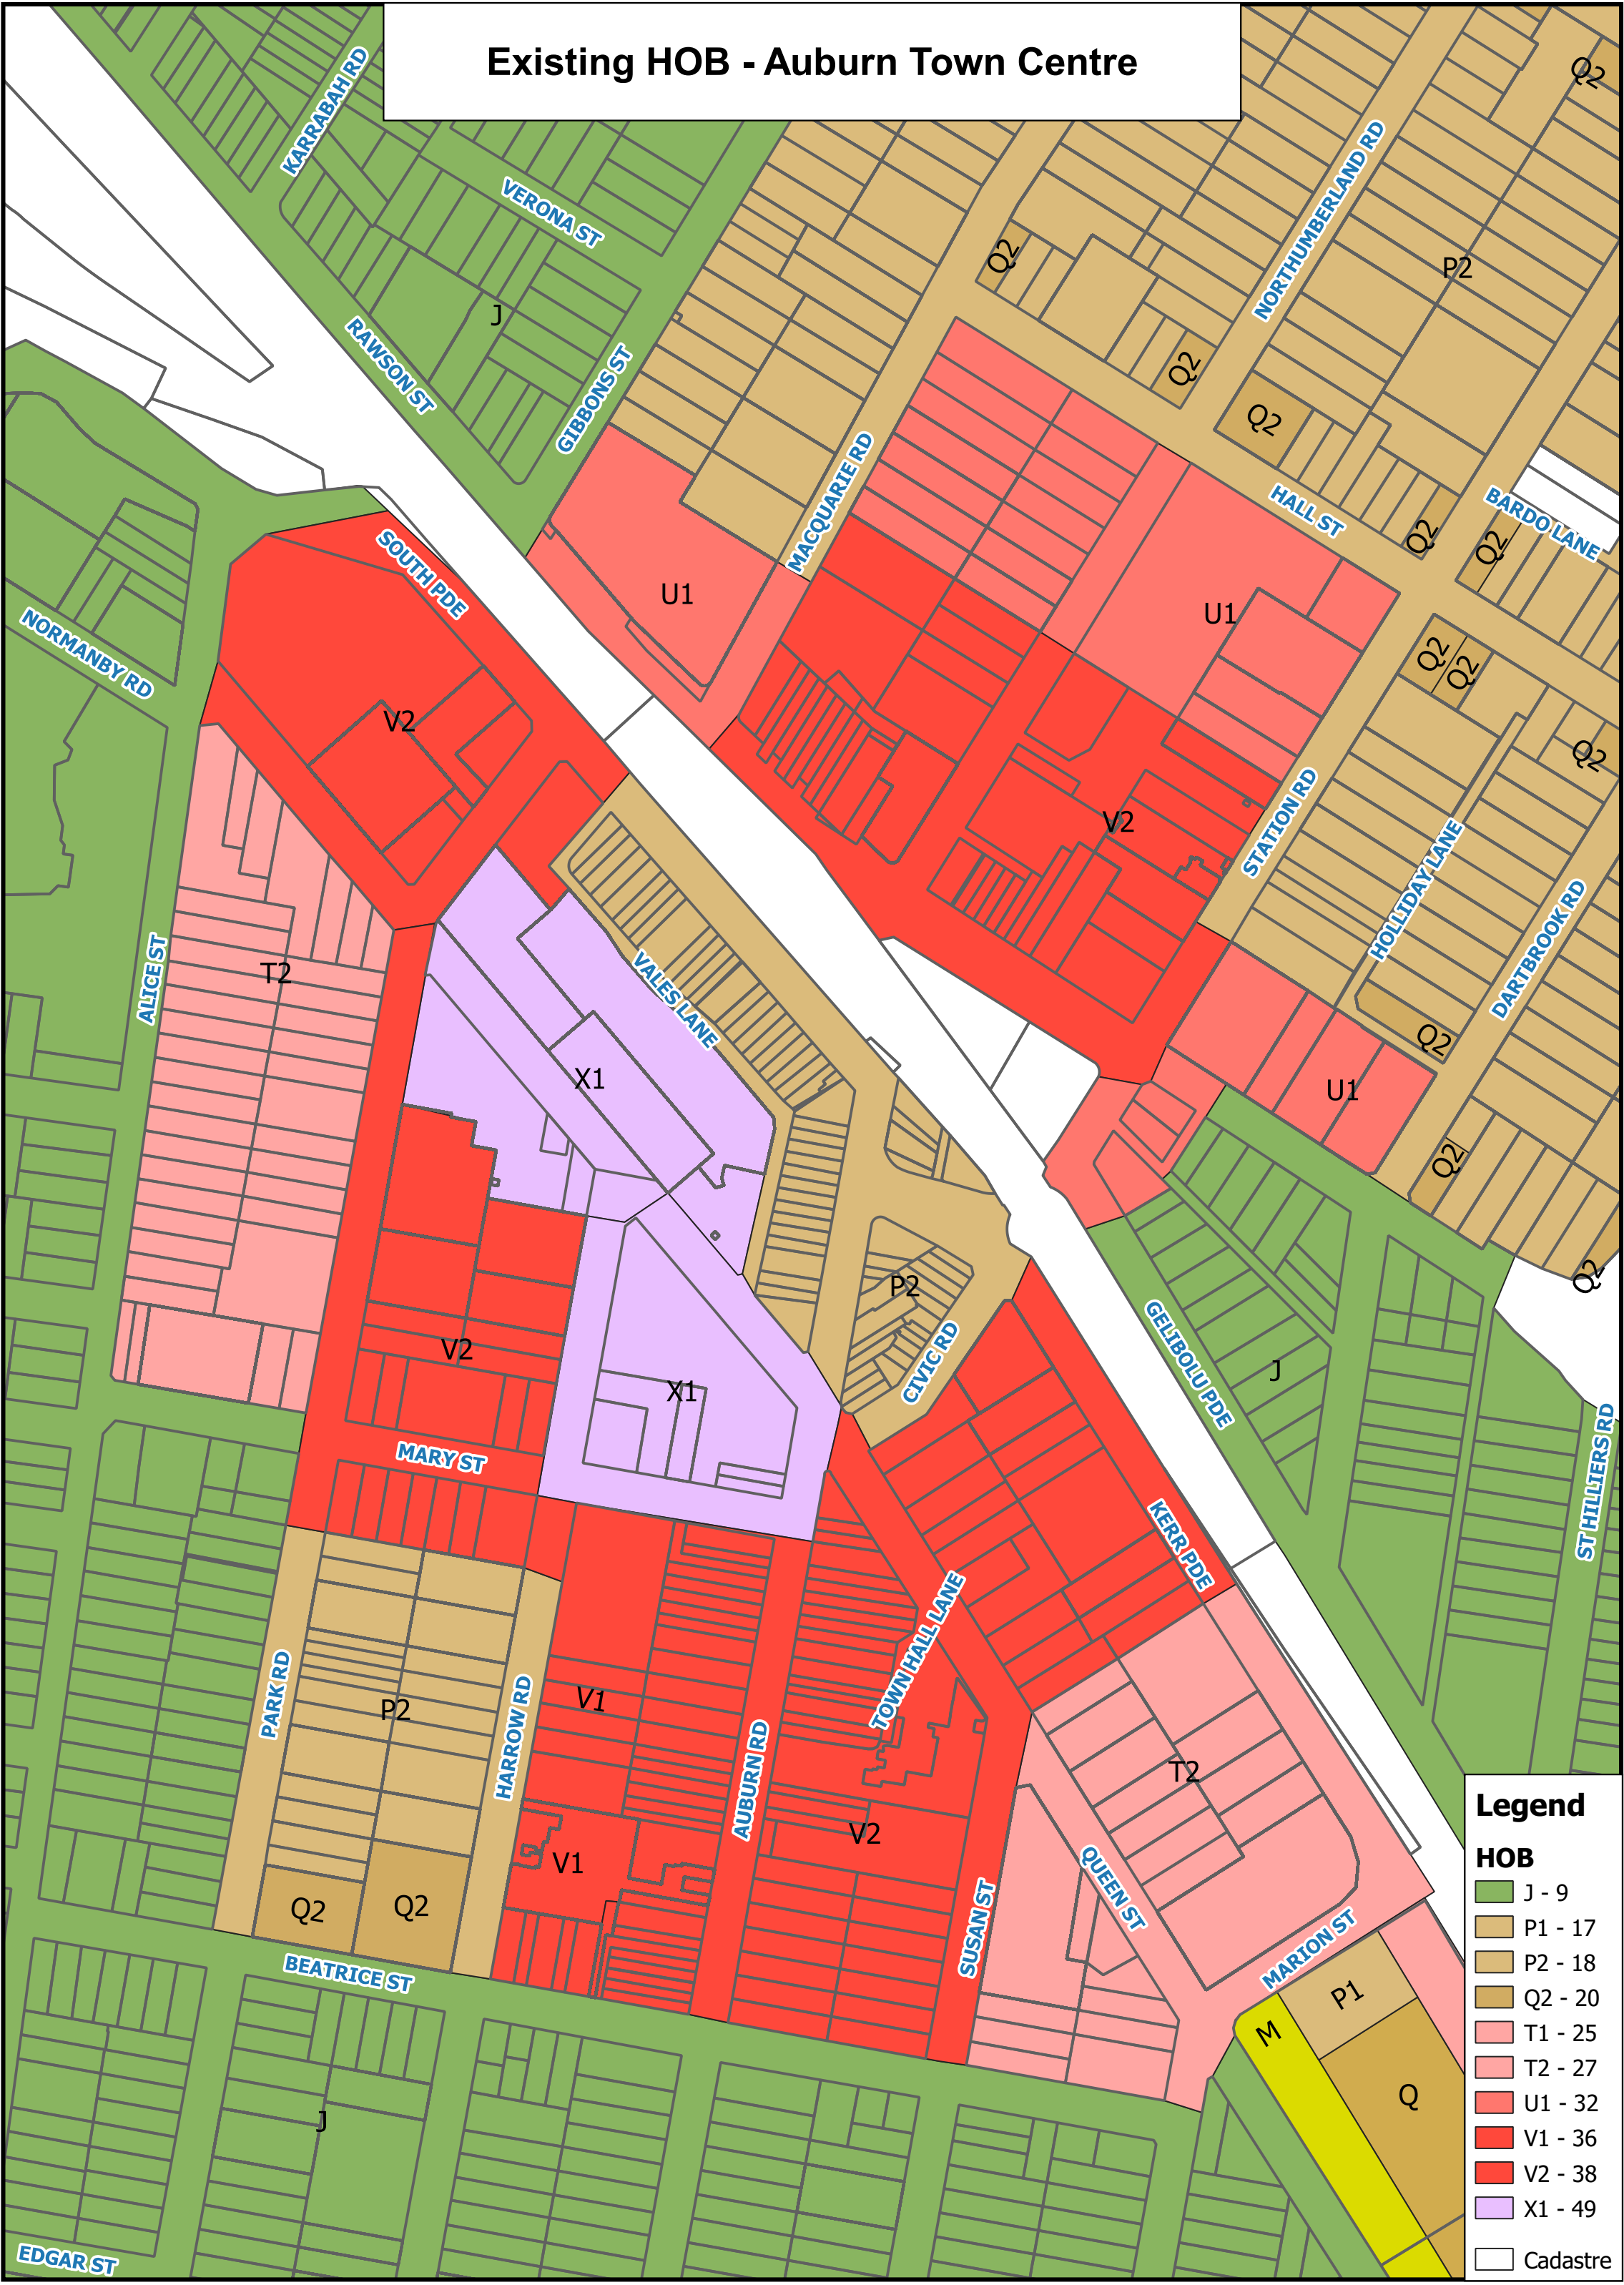 Existing HOB - Auburn Town Centre
KARRABAH RD
Q2
NORTHUMBERLAND RD
VERONA ST
Q2
P2
J
RAWSON ST
GIBBONS ST
Q2
Q2
MACQUARIE RD
HALL ST
BARDO LANE
Q2
Q2
SOUTH PDE
U1
U1
NORMANBY RD
Q2
Q2
V2
Q2
V2
STATION RD
HOLLIDAY LANE
DARTBROOK RD
ALICE ST
T2
VALES LANE
Q2
X1
U1
Q2
Q2
P2
CIVIC RD
GELIBOLU PDE
J
V2
X1
ST HILLIERS RD
MARY ST
KERR PDE
TOWN HALL LANE
PARK RD
P2
HARROW RD
V1
AUBURN RD
T2
V2
V1
QUEEN ST
Q2
Q2
SUSAN ST
MARION ST
BEATRICE ST
P1
M
Q
J
EDGAR ST
Legend
HOB
J - 9
P1 - 17
P2 - 18
Q2 - 20
T1 - 25
T2 - 27
U1 - 32
V1 - 36
V2 - 38
X1 - 49
Cadastre